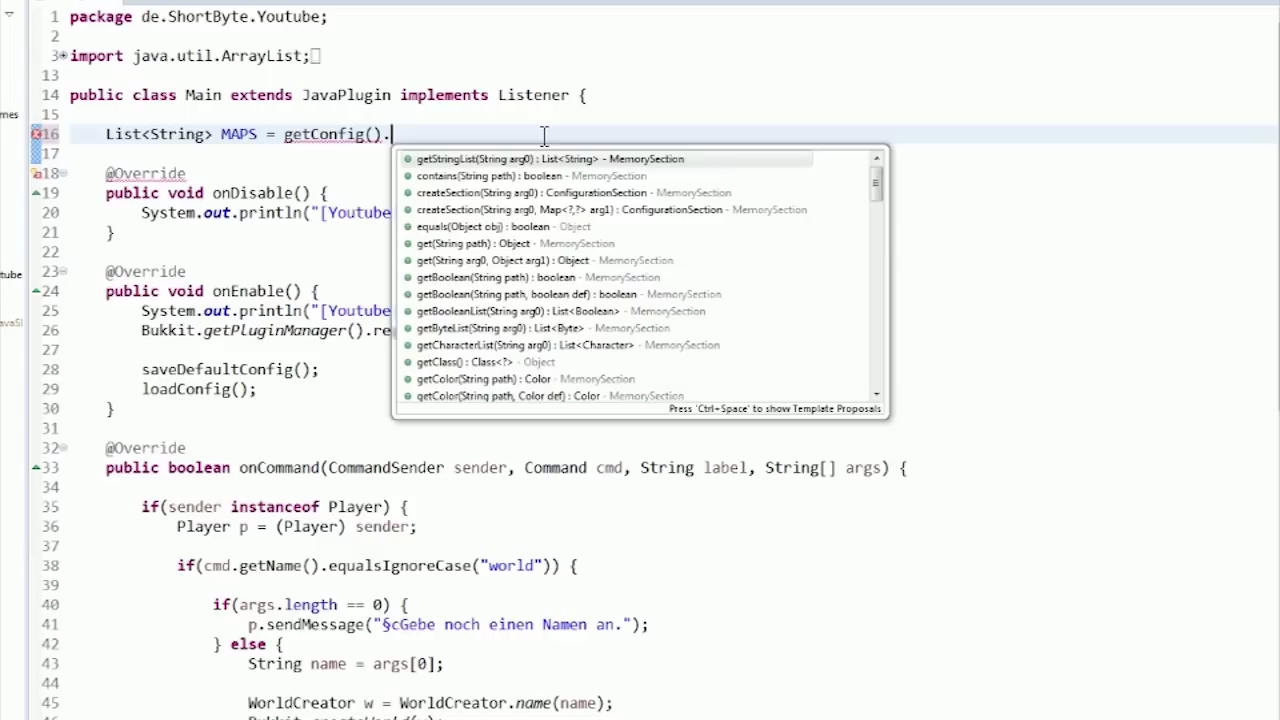 1 package de.ShortByte.Youtube;
2
3 import java.util.ArrayList;
13
14 public class Main extends JavaPlugin implements Listener {
15
16 List<String> MAPS = getConfig().
17
18 @Override
19 public void onDisable() {
20 System.out.println("[Youtube
21 }
22
23 @Override
24 public void onEnable() {
25 System.out.println("[Youtube
26 Bukkit.getPluginManager().re
27
28 saveDefaultConfig();
29 loadConfig();
30 }
31
32 @Override
33 public boolean onCommand(CommandSender sender, Command cmd, String label, String[] args) {
34
35 if(sender instanceof Player) {
36 Player p = (Player) sender;
37
38 if(cmd.getName().equalsIgnoreCase("world")) {
39
40 if(args.length == 0) {
41 p.sendMessage("§cGebe noch einen Namen an.");
42 } else {
43 String name = args[0];
44
45 WorldCreator w = WorldCreator.name(name);
getStringList(String arg0) : List<String> - MemorySection
contains(String path) : boolean - MemorySection
createSection(String arg0) : ConfigurationSection - MemorySection
createSection(String arg0, Map<?,?> arg1) : ConfigurationSection - MemorySection
equals(Object obj) : boolean - Object
get(String path) : Object - MemorySection
get(String arg0, Object arg1) : Object - MemorySection
getBoolean(String path) : boolean - MemorySection
getBoolean(String path, boolean def) : boolean - MemorySection
getBooleanList(String arg0) : List<Boolean> - MemorySection
getByteList(String arg0) : List<Byte> - MemorySection
getCharacterList(String arg0) : List<Character> - MemorySection
getClass() : Class<?> - Object
getColor(String path) : Color - MemorySection
getColor(String path, Color def) : Color - MemorySection
Press 'Ctrl+Space' to show Template Proposals
mes
tube